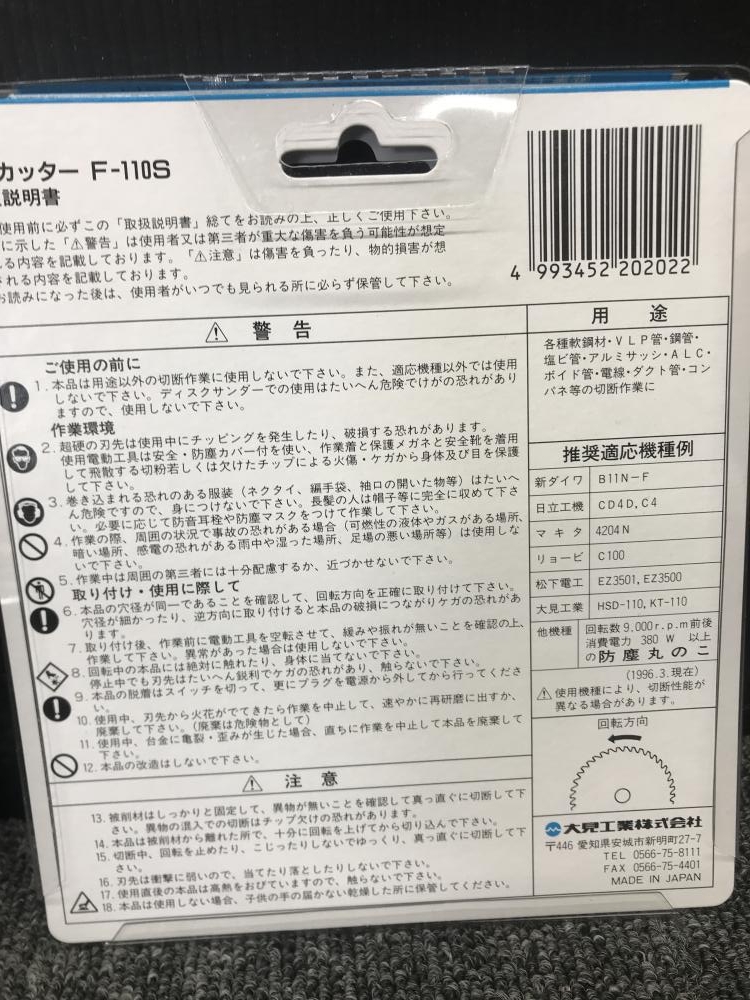 カッター F-110S
説明書
使用前に必ずこの「取扱説明書」総てをお読みの上、正しくご使用下さい。
に示した「⚠警告」は使用者又は第三者が重大な傷害を負う可能性が想定
れる内容を記載しております。「⚠注意」は傷害を負ったり、物的損害が想
される内容を記載しております。
お読みになった後は、使用者がいつでも見られる所に必らず保管して下さい。
4 993452 202022
⚠ 警告
ご使用の前に
1. 本品は用途以外の切断作業に使用しないで下さい。また、適応機種以外では使用
しないで下さい。ディスクサンダーでの使用はたいへん危険でけがの恐れがあり
ますので、使用しないで下さい。
作業環境
2. 超硬の刃先は使用中にチッピングを発生したり、破損する恐れがあります。
使用電動工具は安全・防塵カバー付を使い、作業着と保護メガネと安全靴を着用
して飛散する切粉若しくは欠けたチップによる火傷・ケガから身体及び目を保護
して下さい。
3. 巻き込まれる恐れのある服装（ネクタイ、編手袋、袖口の開いた物等）はたいへ
ん危険ですので、身につけないで下さい。長髪の人は帽子等に完全に収めて下さ
い。必要に応じて防音耳栓や防塵マスクをつけて作業して下さい。
4. 作業の際、周囲の状況で事故の恐れがある場合（可燃性の液体やガスがある場所、
暗い場所、感電の恐れがある雨中や湿った場所、足場の悪い場所等）は使用しな
いで下さい。
5. 作業中は周囲の第三者には十分配慮するか、近づかせないで下さい。
取り付け・使用に際して
6. 本品の穴径が同一であることを確認して、回転方向を正確に取り付けて下さい。
穴径が細かったり、逆方向に取り付けると本品の破損につながりケガの恐れがあ
ります。
7. 取り付け後、作業前に電動工具を空転させて、緩みや振れが無いことを確認の上、
作業して下さい。異常があった場合は使用しないで下さい。
8. 回転中の本品には絶対に触れたり、身体に当てないで下さい。
停止中でも刃先はたいへん鋭利でケガの恐れがあり、触らないで下さい。
9. 本品の脱着はスイッチを切って、更にプラグを電源から外してから行ってくださ
い。
10. 使用中、刃先から火花がでてきたら作業を中止して、速やかに再研磨に出すか、
廃棄して下さい。（廃棄は危険物として）
11. 使用中、台金に亀裂・歪みが生じた場合、直ちに作業を中止して本品を廃棄して
下さい。
12. 本品の改造はしないで下さい。
⚠ 注意
13. 被削材はしっかりと固定して、異物が無いことを確認して真っ直ぐに切断して下
さい。異物の混入での切断はチップ欠けの恐れがあります。
14. 本品は被削材から離れた所で、十分に回転を上げてから切り込んで下さい。
15. 切断中、回転を止めたり、こじったりしないでゆっくり、真っ直ぐに切断して下
さい。
16. 刃先は衝撃に弱いので、当てたり落としたりしないで下さい。
17. 使用直後の本品は高熱をおびていますので、触らないで下さい。
18. 本品は使用しない場合、子供の手の届かない乾燥した所に保管してください。
用途
各種軟鋼材・VLP管・鋼管・
塩ビ管・アルミサッシ・ALC・
ボイド管・電線・ダクト管・コン
パネ等の切断作業に
推奨適応機種例
新ダイワ B11N-F
日立工機 CD4D,C4
マキタ 4204N
リョービ C100
松下電工 EZ3501,EZ3500
大見工業 HSD-110,KT-110
他機種 回転数 9,000r.p.m前後
消費電力 380 W 以上
の防塵丸のこ
(1996.3.現在)
⚠使用機種により、切断性能が
異なる場合があります。
回転方向
大見工業株式会社
〒446 愛知県安城市新明町27-7
TEL 0566-75-8111
FAX 0566-75-4401
MADE IN JAPAN